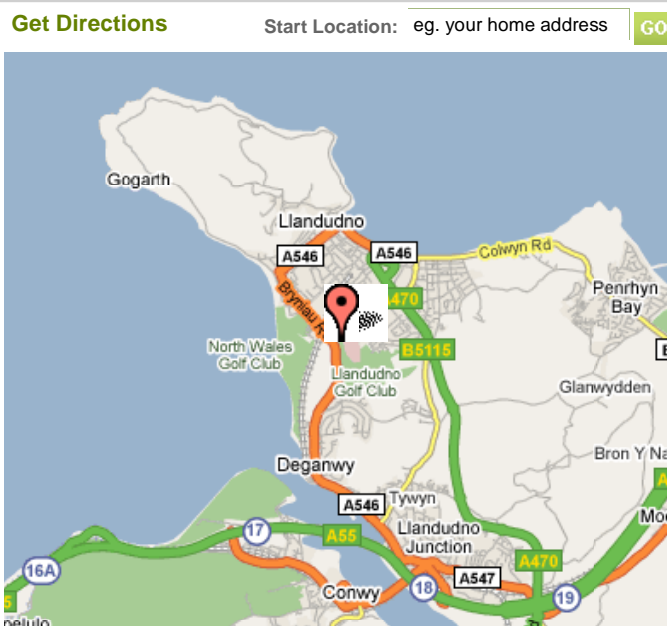 Get Directions
Start Location: eg. your home address GO
Gogarth
Llandudno
A546
A546
Colwyn Rd
Penrhyn
Bay
A470
North Wales
Golf Club
B5115
Llandudno
Golf Club
Glanwydden
Deganwy
A546
Tywyn
Llandudno
Junction
17
A55
A470
16A
Conwy
18
A547
19